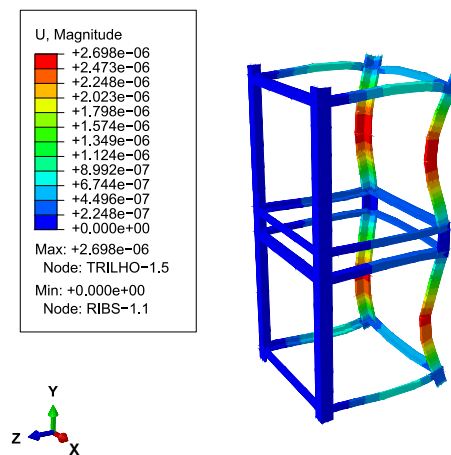 U, Magnitude
+2.698e−06
+2.473e−06
+2.248e−06
+2.023e−06
+1.798e−06
+1.574e−06
+1.349e−06
+1.124e−06
+8.992e−07
+6.744e−07
+4.496e−07
+2.248e−07
+0.000e+00
Max: +2.698e−06
Node: TRILHO−1.5
Min: +0.000e+00
Node: RIBS−1.1
Y
Z
X